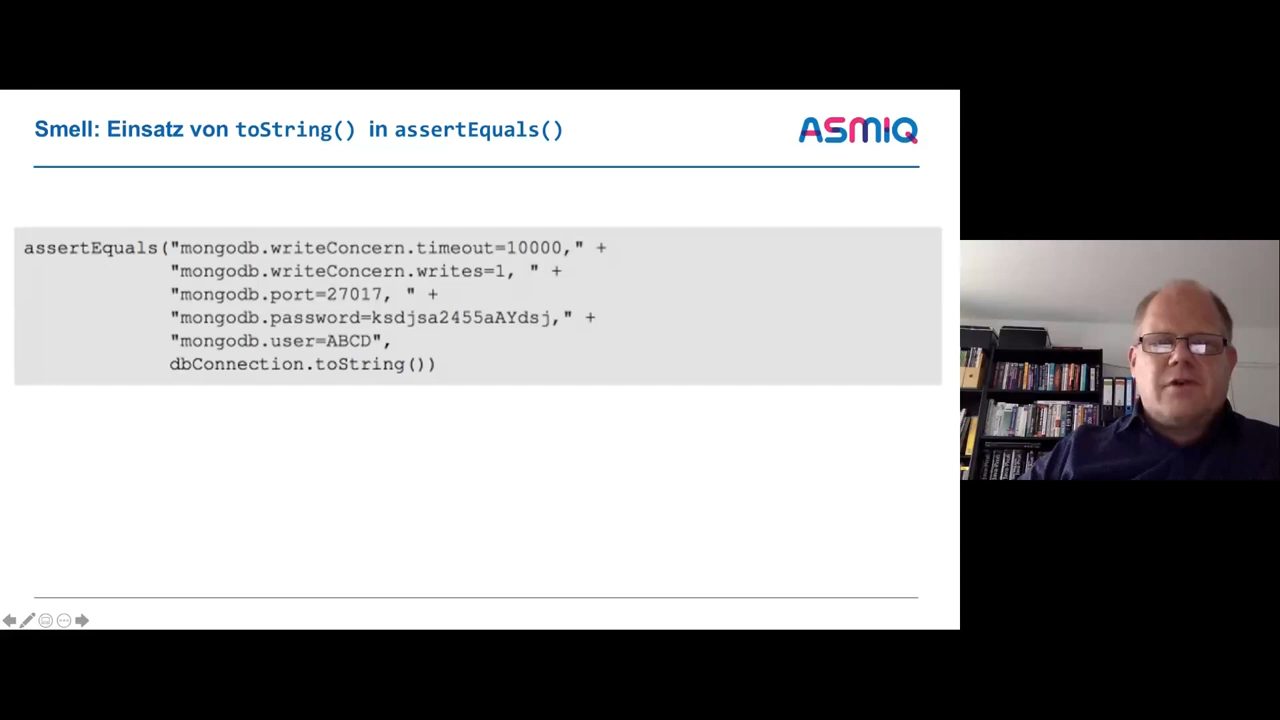 Smell: Einsatz von toString() in assertEquals()
ASMIQ
assertEquals("mongodb.writeConcern.timeout=10000," +
"mongodb.writeConcern.writes=1, " +
"mongodb.port=27017, " +
"mongodb.password=ksdjsa2455aAYdsj," +
"mongodb.user=ABCD",
dbConnection.toString())